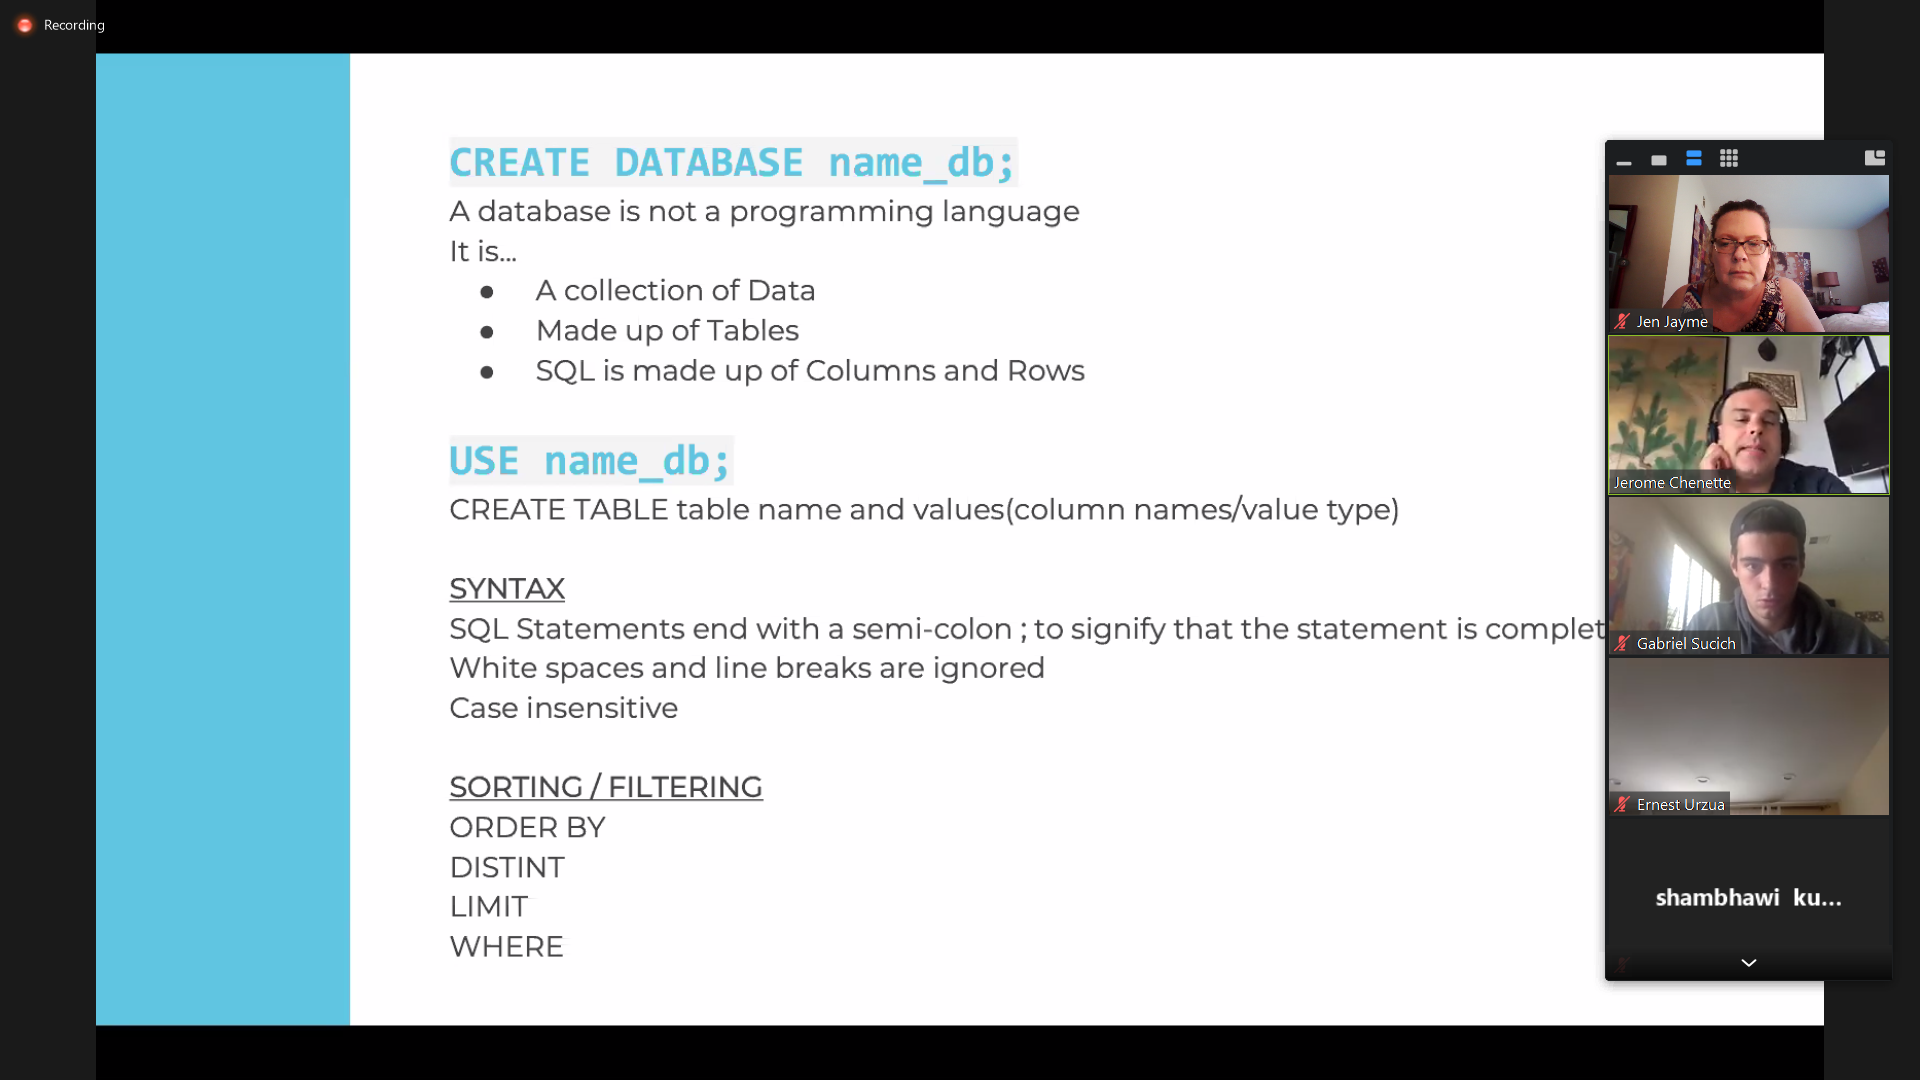 Recording
CREATE DATABASE name_db;
A database is not a programming language
It is...
● A collection of Data
● Made up of Tables
● SQL is made up of Columns and Rows
USE name_db;
CREATE TABLE table name and values(column names/value type)
SYNTAX
SQL Statements end with a semi-colon ; to signify that the statement is complet
White spaces and line breaks are ignored
Case insensitive
SORTING / FILTERING
ORDER BY
DISTINT
LIMIT
WHERE
Jen Jayme
Jerome Chenette
Gabriel Sucich
Ernest Urzua
shambhawi ku...